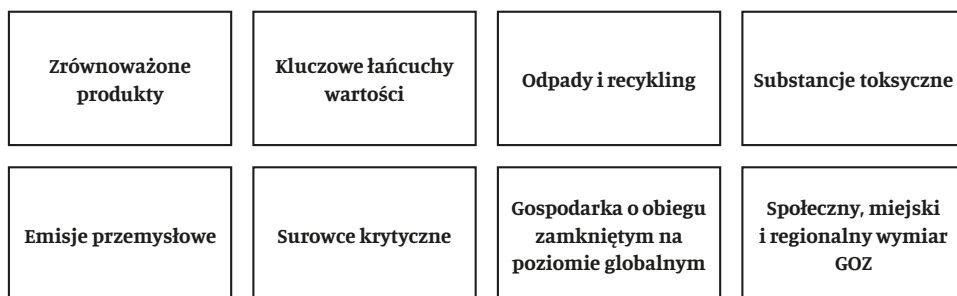 Zrównoważone
produkty
Kluczowe łańcuchy
wartości
Odpady i recykling
Substancje toksyczne
Emisje przemysłowe
Surowce krytyczne
Gospodarka o obiegu
zamkniętym na
poziomie globalnym
Społeczny, miejski
i regionalny wymiar
GOZ